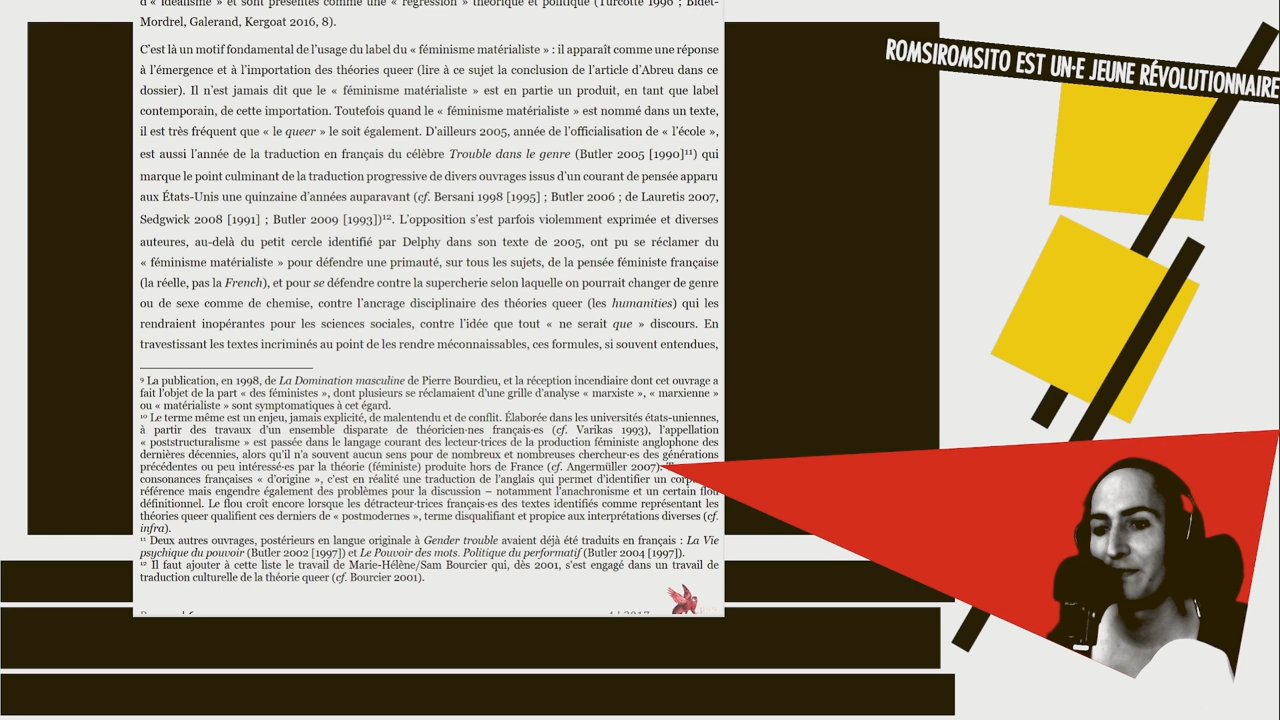 d'« idéalisme » et sont présentés comme une « régression » théorique et politique (Turcotte 1996 ; Bidet-
Mordrel, Galerand, Kergoat 2016, 8).
C'est là un motif fondamental de l'usage du label du « féminisme matérialiste » : il apparaît comme une réponse
à l'émergence et à l'importation des théories queer (lire à ce sujet la conclusion de l'article d'Abreu dans ce
dossier). Il n'est jamais dit que le « féminisme matérialiste » est en partie un produit, en tant que label
contemporain, de cette importation. Toutefois quand le « féminisme matérialiste » est nommé dans un texte,
il est très fréquent que « le queer » le soit également. D'ailleurs 2005, année de l'officialisation de « l'école »,
est aussi l'année de la traduction en français du célèbre Trouble dans le genre (Butler 2005 [1990]¹¹) qui
marque le point culminant de la traduction progressive de divers ouvrages issus d'un courant de pensée apparu
aux États-Unis une quinzaine d'années auparavant (cf. Bersani 1998 [1995] ; Butler 2006 ; de Lauretis 2007,
Sedgwick 2008 [1991] ; Butler 2009 [1993])¹². L'opposition s'est parfois violemment exprimée et diverses
auteures, au-delà du petit cercle identifié par Delphy dans son texte de 2005, ont pu se réclamer du
« féminisme matérialiste » pour défendre une primauté, sur tous les sujets, de la pensée féministe française
(la réelle, pas la French), et pour se défendre contre la supercherie selon laquelle on pourrait changer de genre
ou de sexe comme de chemise, contre l'ancrage disciplinaire des théories queer (les humanities) qui les
rendraient inopérantes pour les sciences sociales, contre l'idée que tout « ne serait que » discours. En
travestissant les textes incriminés au point de les rendre méconnaissables, ces formules, si souvent entendues,
⁹ La publication, en 1998, de La Domination masculine de Pierre Bourdieu, et la réception incendiaire dont cet ouvrage a
fait l'objet de la part « des féministes », dont plusieurs se réclamaient d'une grille d'analyse « marxiste », « marxienne »
ou « matérialiste » sont symptomatiques à cet égard.
¹⁰ Le terme même est un enjeu, jamais explicité, de malentendu et de conflit. Élaborée dans les universités états-uniennes,
à partir des travaux d'un ensemble disparate de théoricien·nes français·es (cf. Varikas 1993), l'appellation
« poststructuralisme » est passée dans le langage courant des lecteur·trices de la production féministe anglophone des
dernières décennies, alors qu'il n'a souvent aucun sens pour de nombreux et nombreuses chercheur·es des générations
précédentes ou peu intéressé·es par la théorie (féministe) produite hors de France (cf. Angermüller 2007).
consonances françaises « d'origine », c'est en réalité une traduction de l'anglais qui permet d'identifier un
référence mais engendre également des problèmes pour la discussion – notamment l'anachronisme et un certain flou
définitionnel. Le flou croît encore lorsque les détracteur·trices français·es des textes identifiés comme représentant les
théories queer qualifient ces derniers de « postmodernes », terme disqualifiant et propice aux interprétations diverses (cf.
infra).
¹¹ Deux autres ouvrages, postérieurs en langue originale à Gender trouble avaient déjà été traduits en français : La Vie
psychique du pouvoir (Butler 2002 [1997]) et Le Pouvoir des mots. Politique du performatif (Butler 2004 [1997]).
¹² Il faut ajouter à cette liste le travail de Marie-Hélène/Sam Bourcier qui, dès 2001, s'est engagé dans un travail de
traduction culturelle de la théorie queer (cf. Bourcier 2001).
ROMSIROMSITO EST UN·E JEUNE RÉVOLUTIONNAIRE